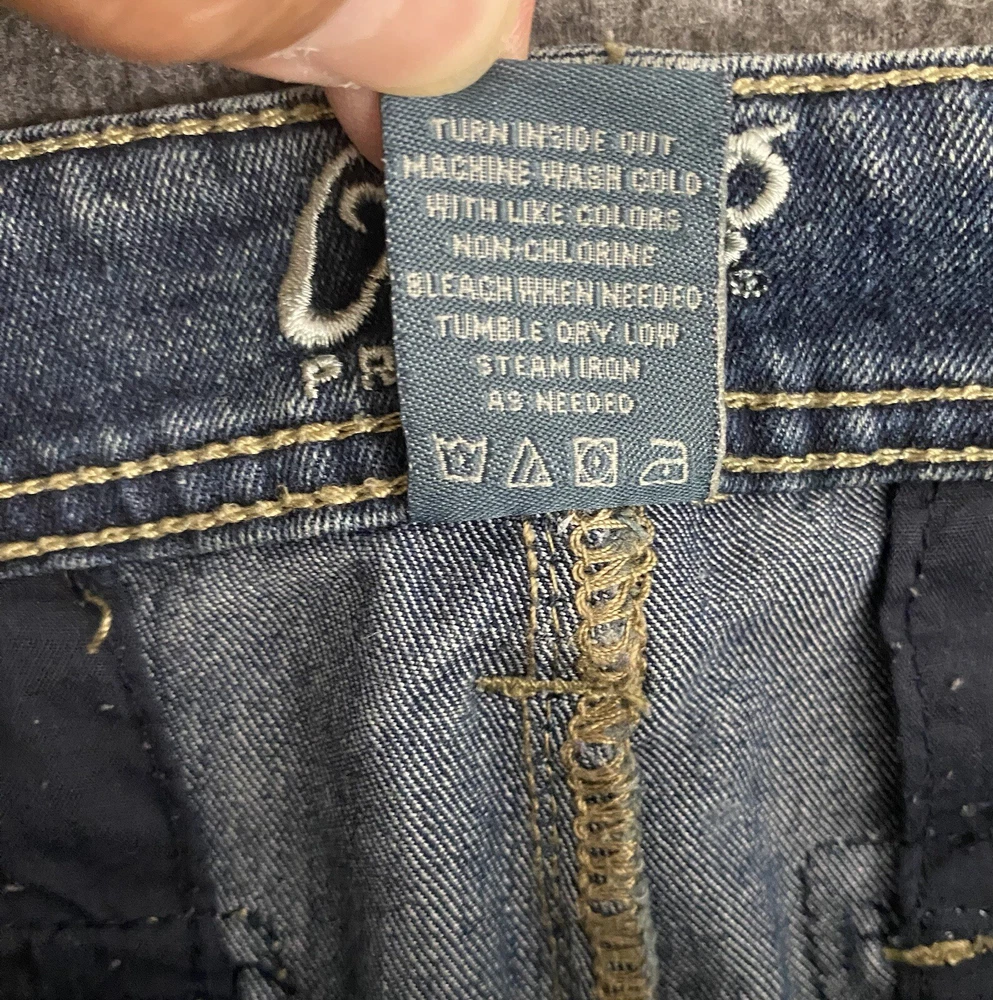 TURN INSIDE OUT
MACHINE WASH COLD
WITH LIKE COLORS
NON-CHLORINE
BLEACH WHEN NEEDED
TUMBLE DRY LOW
STEAM IRON
AS NEEDED